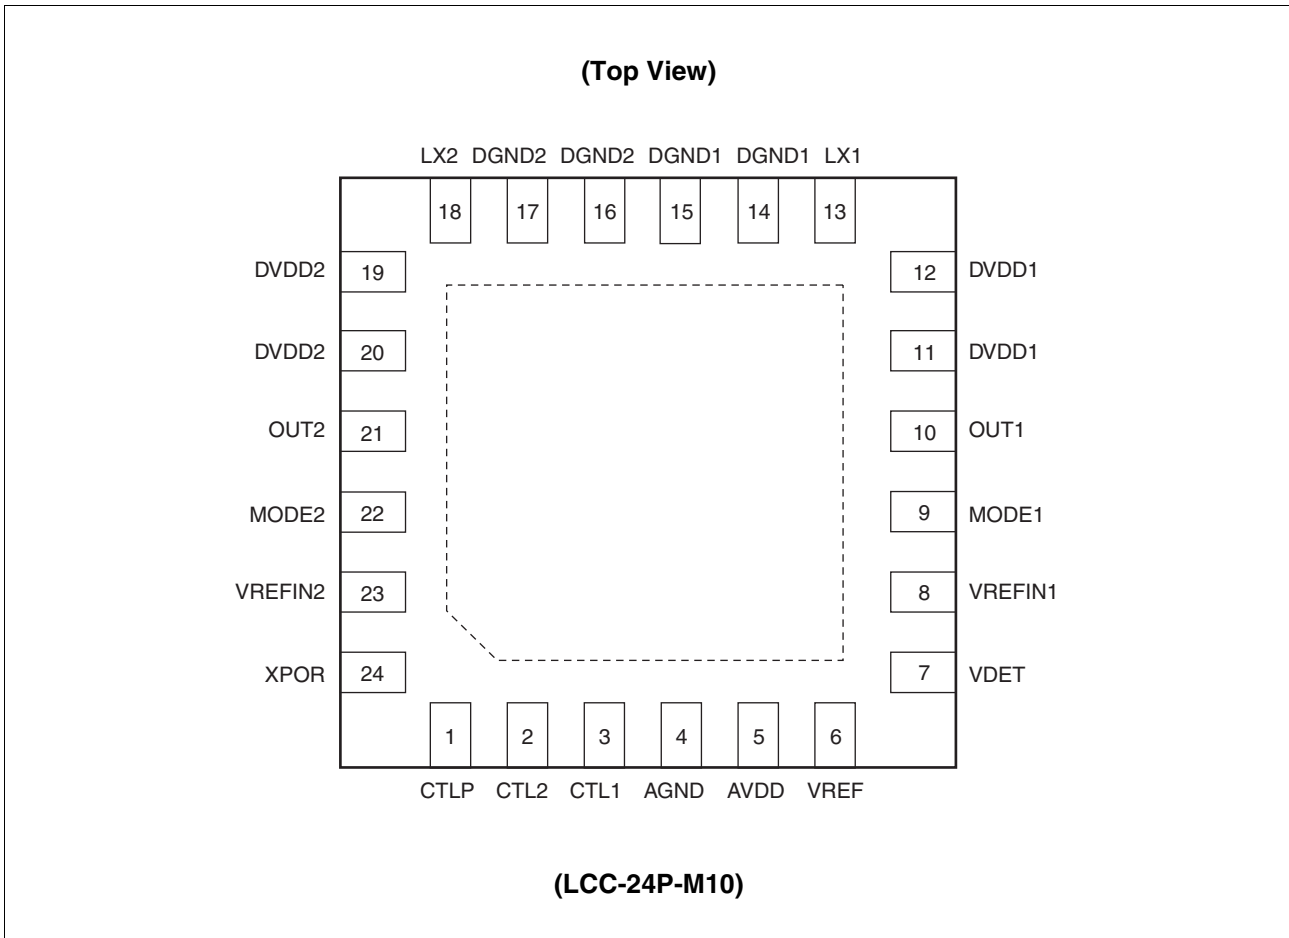 (Top View)
LX2 DGND2 DGND2 DGND1 DGND1 LX1
18 17 16 15 14 13
DVDD2 19 12 DVDD1
DVDD2 20 11 DVDD1
OUT2 21 10 OUT1
MODE2 22 9 MODE1
VREFIN2 23 8 VREFIN1
XPOR 24 7 VDET
1 2 3 4 5 6
CTLP CTL2 CTL1 AGND AVDD VREF
(LCC-24P-M10)